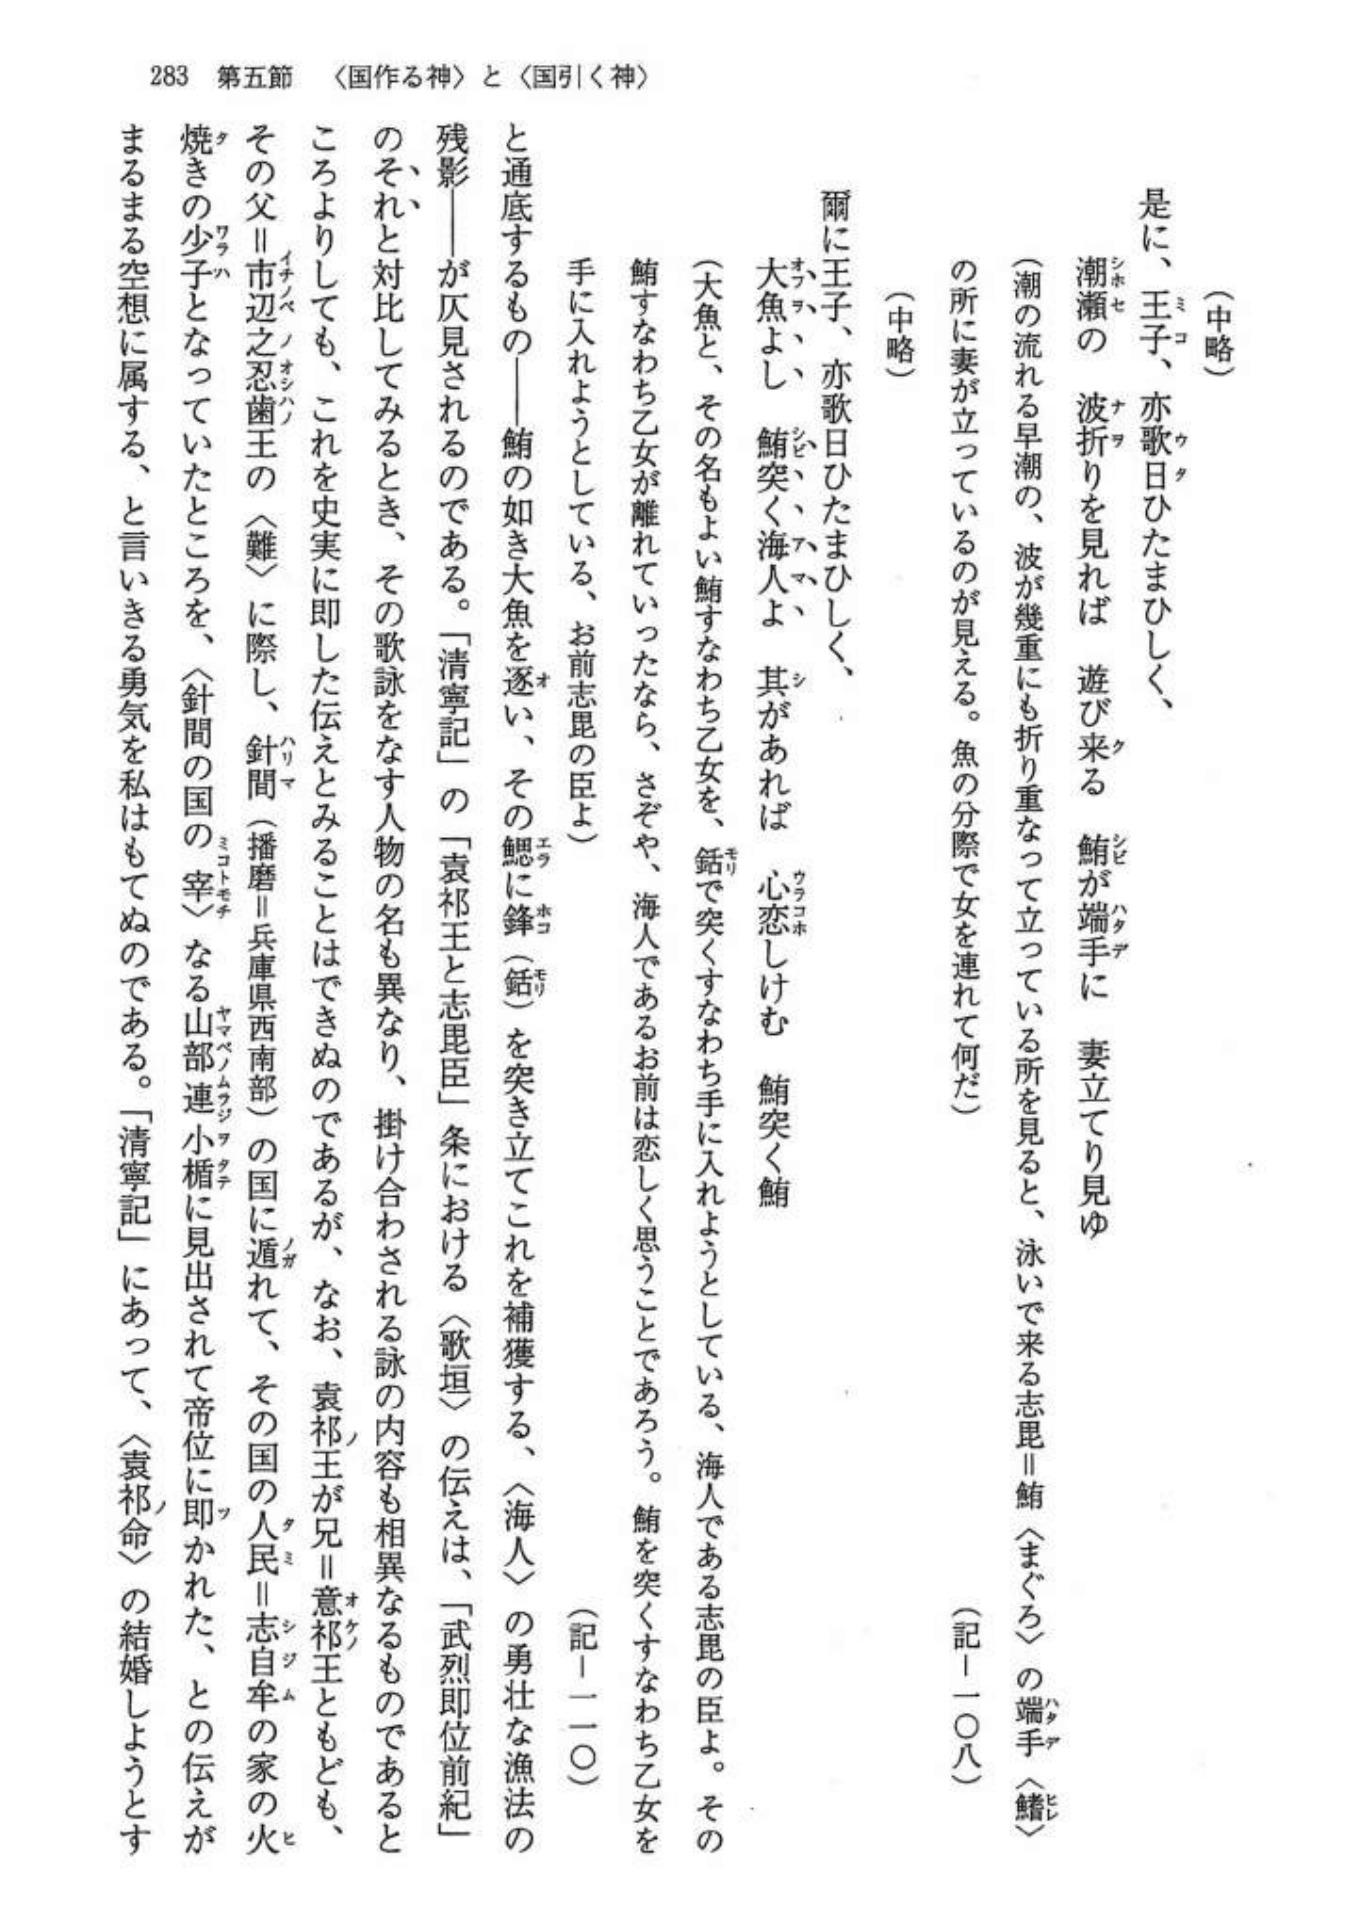 283　第五節　〈国作る神〉と〈国引く神〉
（中略）
是に、王子、亦歌曰ひたまひしく、
潮瀬の　波折りを見れば　遊び来る　鮪が端手に　妻立てり見ゆ
（潮の流れる早潮の、波が幾重にも折り重なって立っている所を見ると、泳いで来る志毘＝鮪〈まぐろ〉の端手〈鰭〉
の所に妻が立っているのが見える。魚の分際で女を連れて何だ）　（記－一〇八）
（中略）
爾に王子、亦歌曰ひたまひしく、
大魚よし　鮪突く海人よ　其があれば　心恋しけむ　鮪突く鮪
（大魚と、その名もよい鮪すなわち乙女を、銛で突くすなわち手に入れようとしている、海人である志毘の臣よ。その
鮪すなわち乙女が離れていったなら、さぞや、海人であるお前は恋しく思うことであろう。鮪を突くすなわち乙女を
手に入れようとしている、お前志毘の臣よ）　（記－一一〇）
と通底するもの――鮪の如き大魚を逐い、その鰓に鋒（銛）を突き立てこれを補獲する、〈海人〉の勇壮な漁法の
残影――が仄見されるのである。「清寧記」の「袁祁王と志毘臣」条における〈歌垣〉の伝えは、「武烈即位前紀」
のそれと対比してみるとき、その歌詠をなす人物の名も異なり、掛け合わされる詠の内容も相異なるものであると
ころよりしても、これを史実に即した伝えとみることはできぬのであるが、なお、袁祁王が兄＝意祁王ともども、
その父＝市辺之忍歯王の〈難〉に際し、針間（播磨＝兵庫県西南部）の国に遁れて、その国の人民＝志自牟の家の火
焼きの少子となっていたところを、〈針間の国の宰〉なる山部連小楯に見出されて帝位に即かれた、との伝えが
まるまる空想に属する、と言いきる勇気を私はもてぬのである。「清寧記」にあって、〈袁祁命〉の結婚しようとす